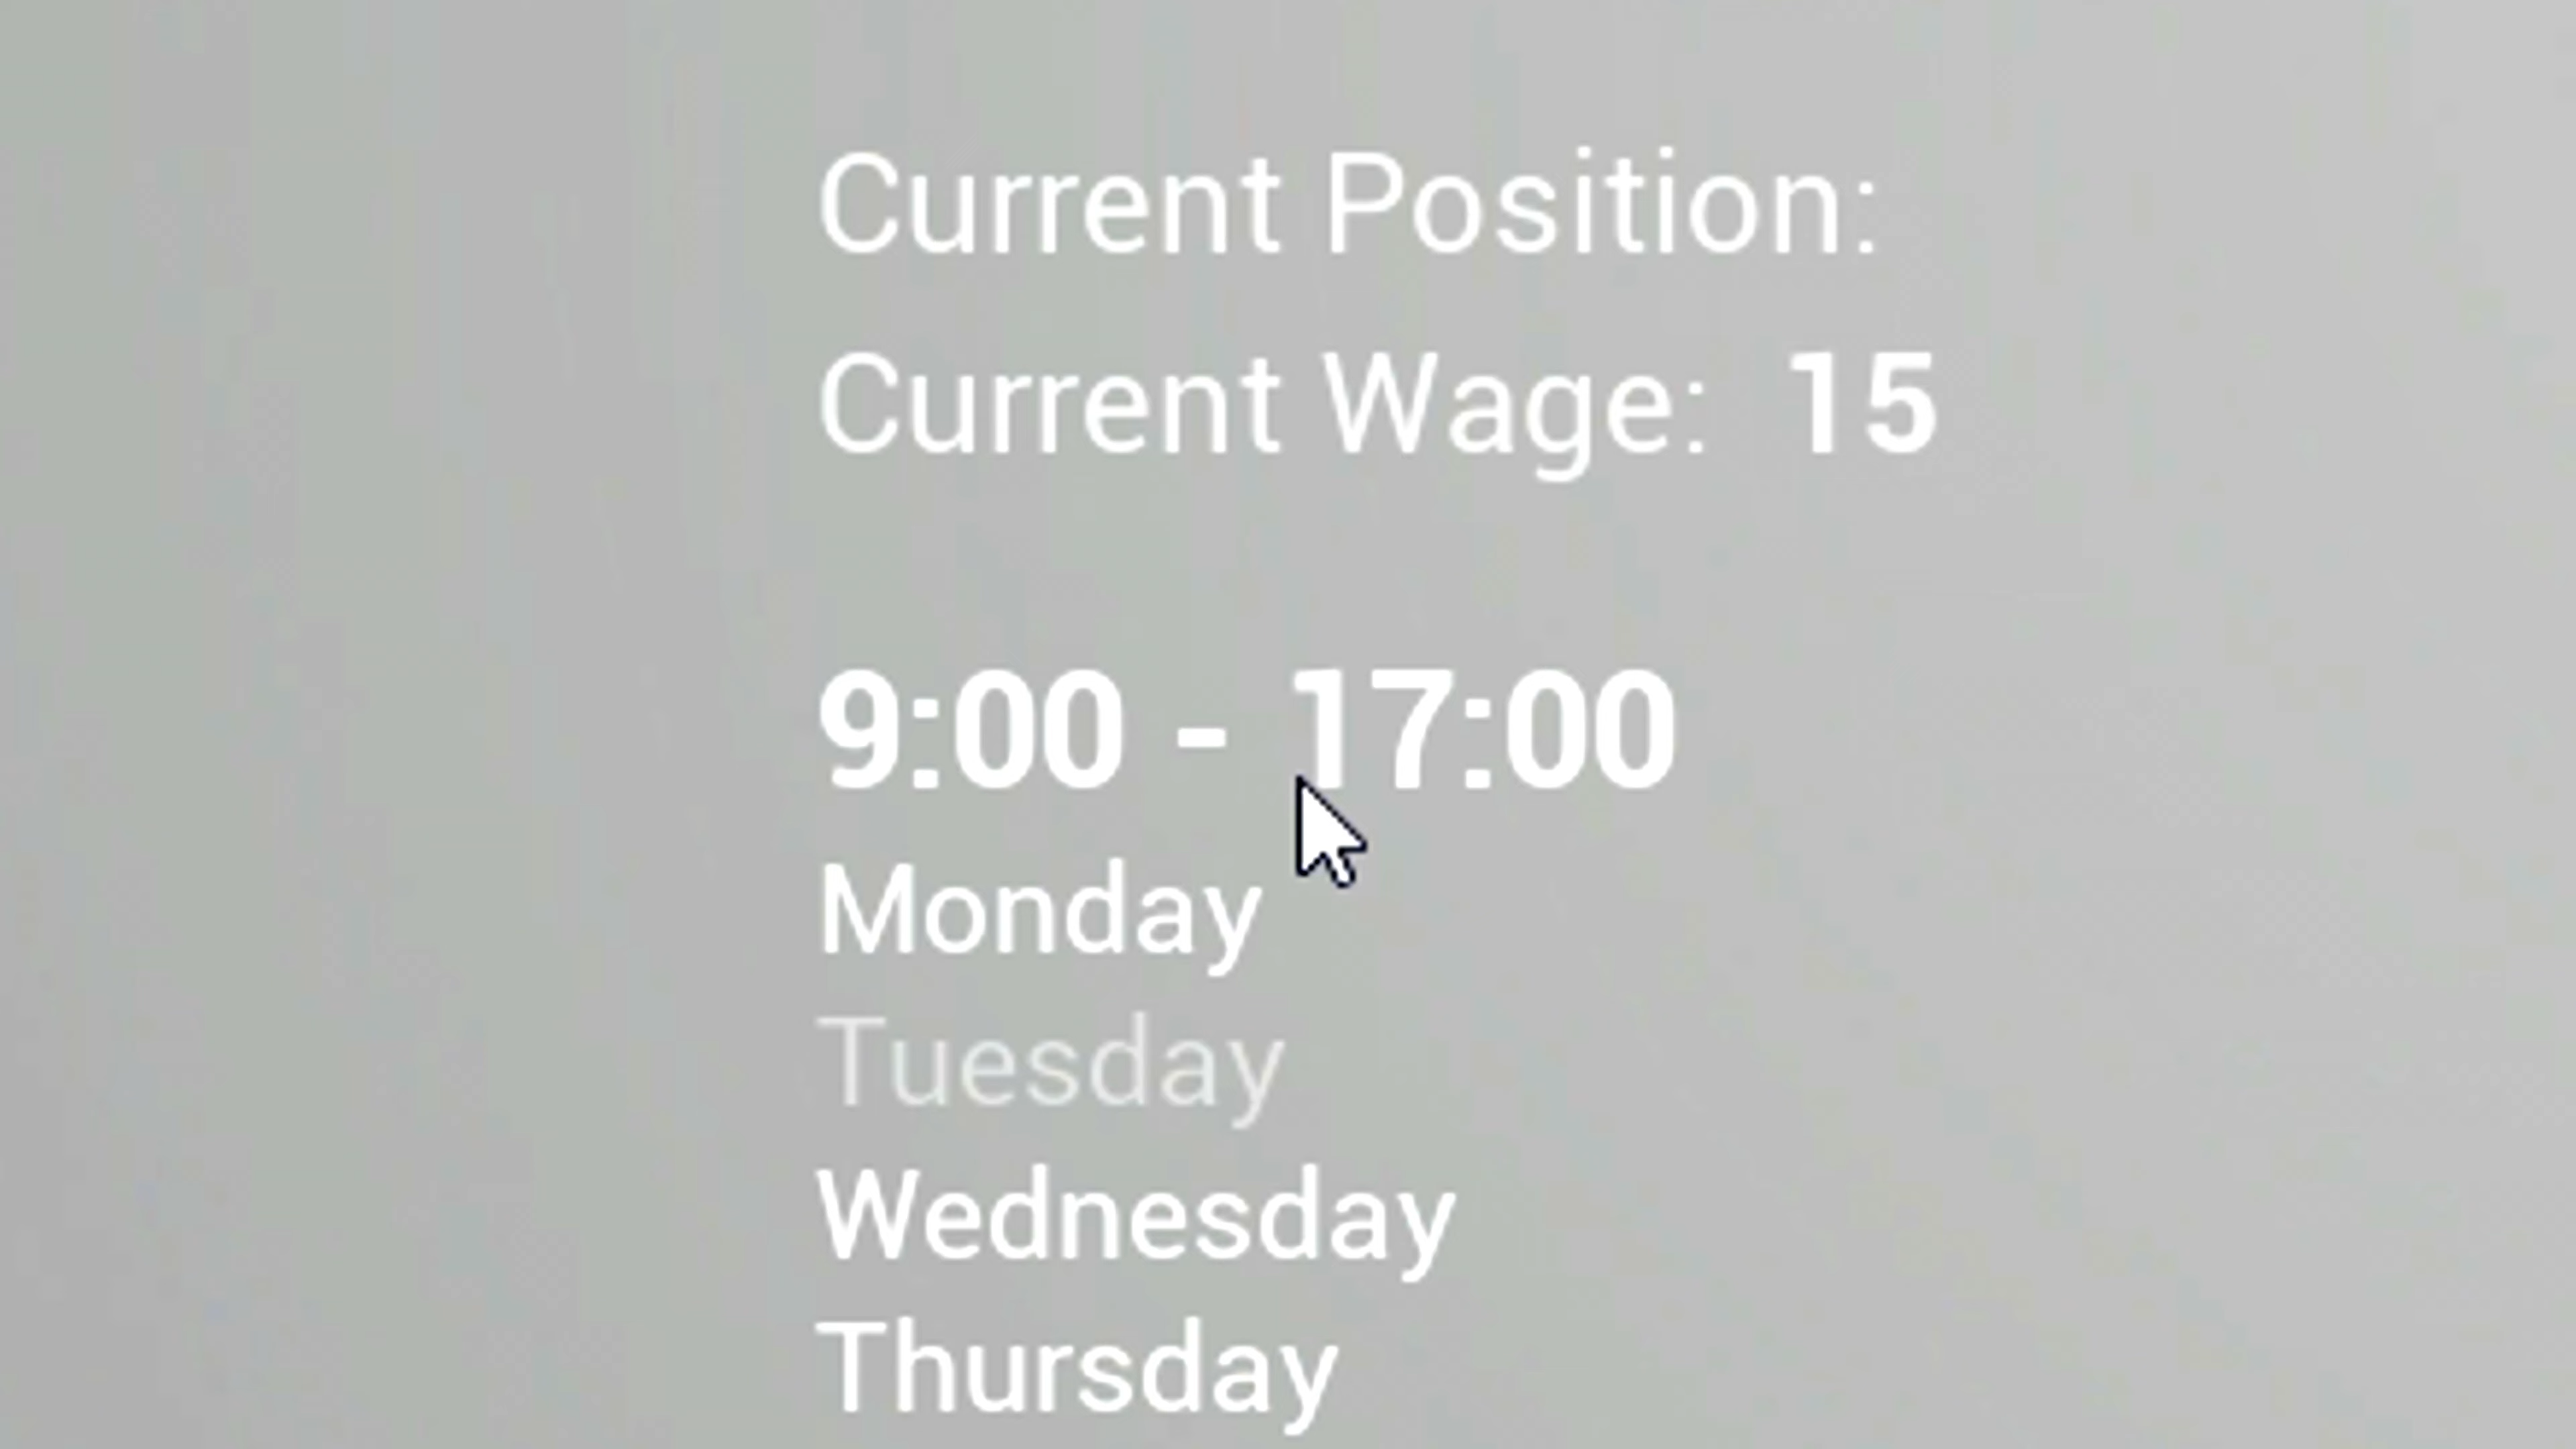 Current Position:
Current Wage: 15
9:00 - 17:00
Monday
Tuesday
Wednesday
Thursday